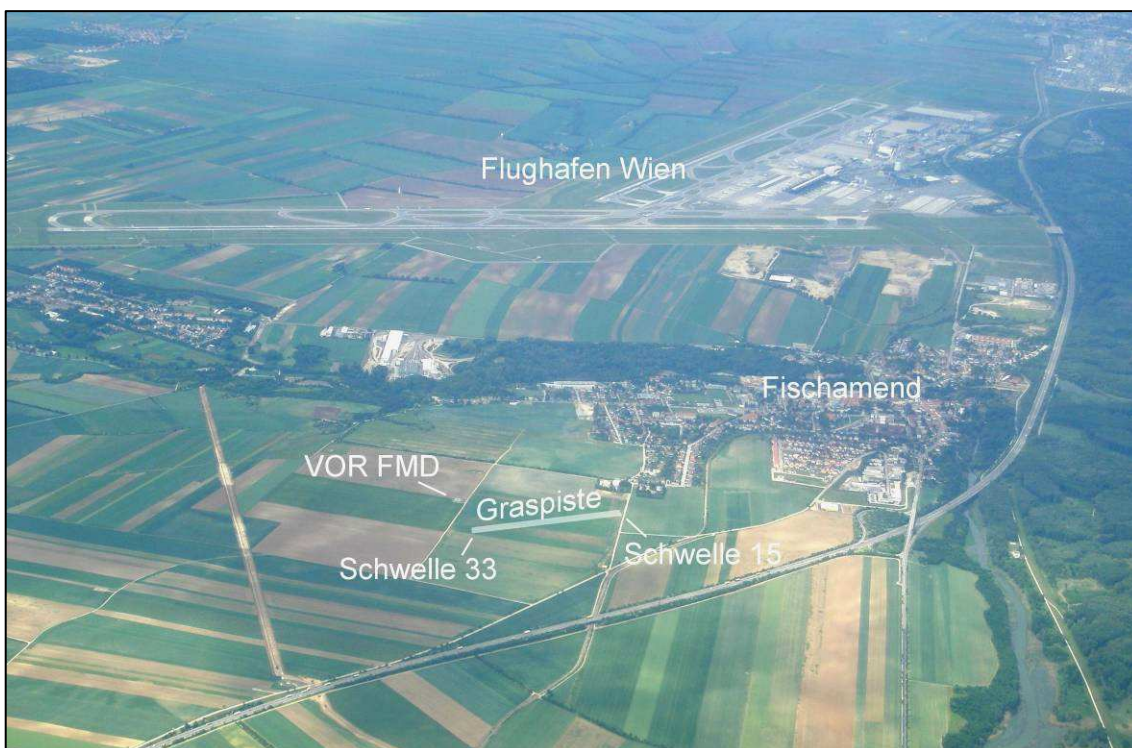 Flughafen Wien
Fischamend
VOR FMD
Graspiste
Schwelle 33
Schwelle 15